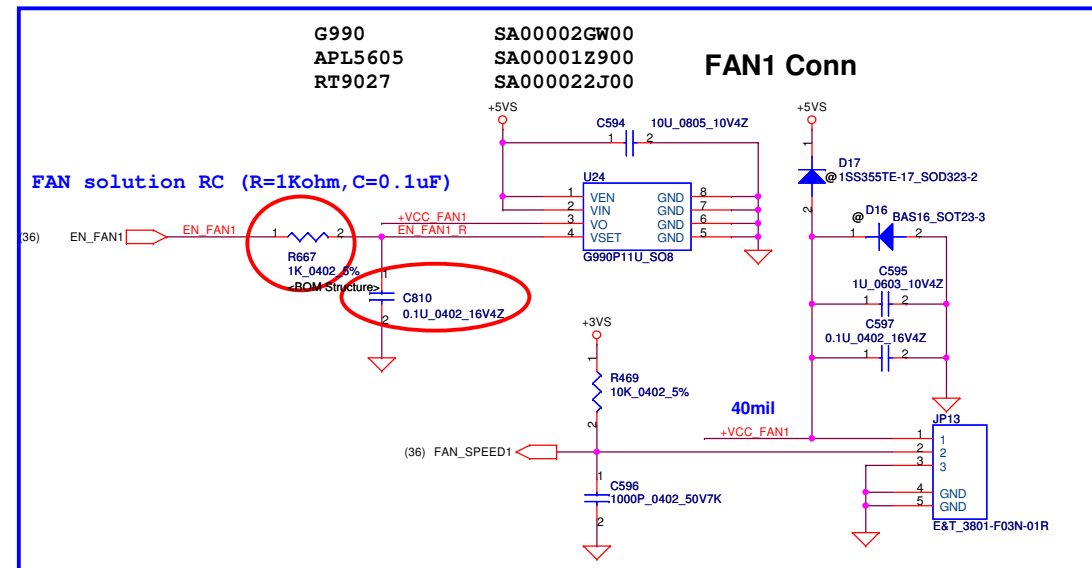 G990 SA00002GW00
APL5605 SA00001Z900
RT9027 SA000022J00
FAN1 Conn
+5VS
C594 10U_0805_10V4Z
1 2
+5VS
1
D17
@ 1SS355TE-17_SOD323-2
2
FAN solution RC (R=1Kohm,C=0.1uF)
U24
1 VEN GND 8
2 VIN GND 7
+VCC_FAN1 3 VO GND 6
EN_FAN1_R 4 VSET GND 5
G990P11U_SO8
(36) EN_FAN1 EN_FAN1 1 2
R667
1K_0402_5%
<BOM Structure>
1
C810
0.1U_0402_16V4Z
2
@ D16 BAS16_SOT23-3
1 2
C595
1U_0603_10V4Z
1 2
C597
0.1U_0402_16V4Z
1 2
+3VS
1
R469
10K_0402_5%
2
40mil
+VCC_FAN1
(36) FAN_SPEED1
1
C596
1000P_0402_50V7K
2
JP13
1 1
2 2
3 3
4 GND
5 GND
E&T_3801-F03N-01R